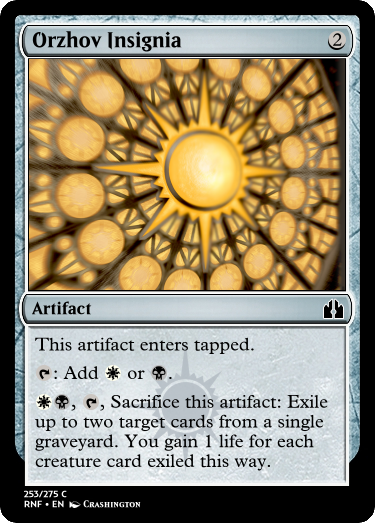 Orzhov Insignia 2
Artifact
This artifact enters tapped.
: Add or .
, , Sacrifice this artifact: Exile
up to two target cards from a single
graveyard. You gain 1 life for each
creature card exiled this way.
253/275 C
RNF • EN Crashington